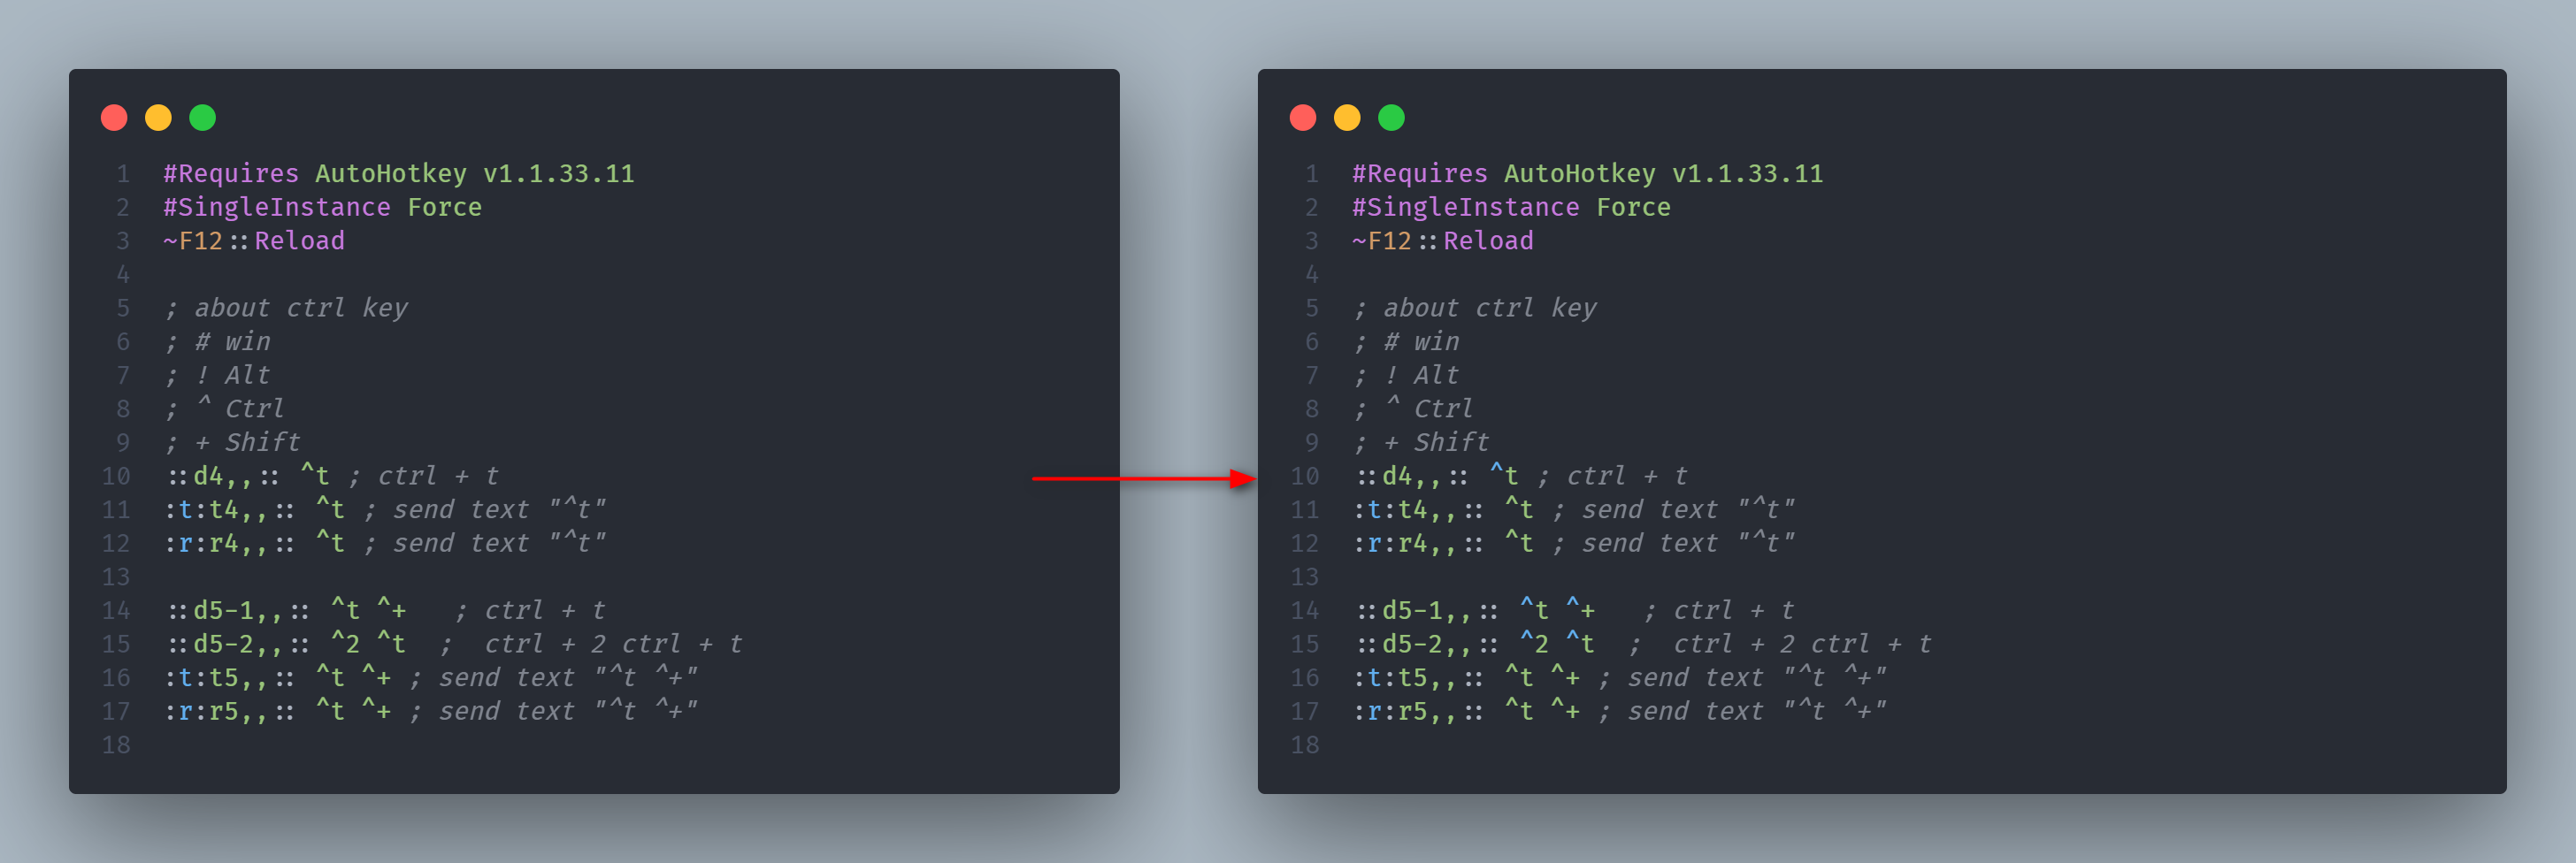 1 #Requires AutoHotkey v1.1.33.11
2 #SingleInstance Force
3 ~F12::Reload
4
5 ; about ctrl key
6 ; # win
7 ; ! Alt
8 ; ^ Ctrl
9 ; + Shift
10 ::d4,,:: ^t ; ctrl + t
11 :t:t4,,:: ^t ; send text "^t"
12 :r:r4,,:: ^t ; send text "^t"
13
14 ::d5-1,,:: ^t ^+   ; ctrl + t
15 ::d5-2,,:: ^2 ^t  ;  ctrl + 2 ctrl + t
16 :t:t5,,:: ^t ^+ ; send text "^t ^+"
17 :r:r5,,:: ^t ^+ ; send text "^t ^+"
18
1 #Requires AutoHotkey v1.1.33.11
2 #SingleInstance Force
3 ~F12::Reload
4
5 ; about ctrl key
6 ; # win
7 ; ! Alt
8 ; ^ Ctrl
9 ; + Shift
10 ::d4,,:: ^t ; ctrl + t
11 :t:t4,,:: ^t ; send text "^t"
12 :r:r4,,:: ^t ; send text "^t"
13
14 ::d5-1,,:: ^t ^+   ; ctrl + t
15 ::d5-2,,:: ^2 ^t  ;  ctrl + 2 ctrl + t
16 :t:t5,,:: ^t ^+ ; send text "^t ^+"
17 :r:r5,,:: ^t ^+ ; send text "^t ^+"
18